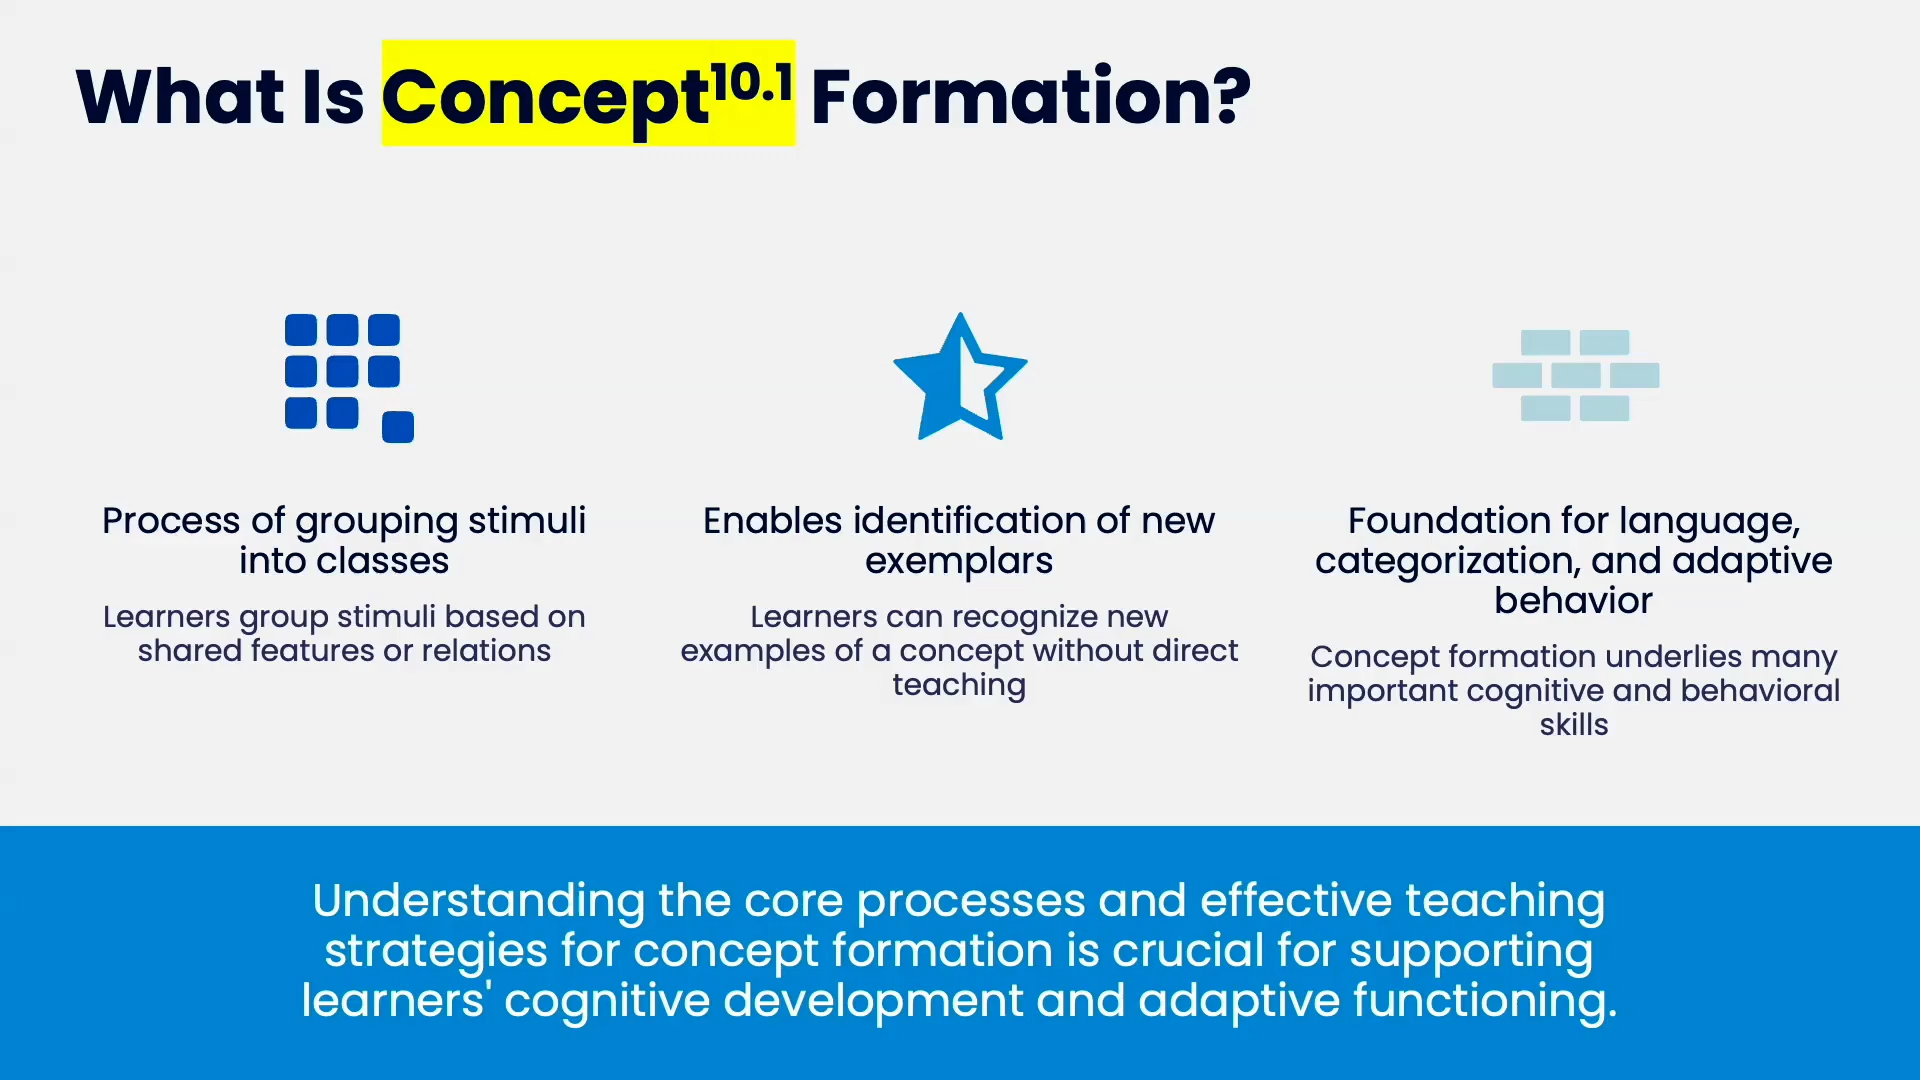 What Is Concept10.1 Formation?
Process of grouping stimuli
into classes
Learners group stimuli based on
shared features or relations
Enables identification of new
exemplars
Learners can recognize new
examples of a concept without direct
teaching
Foundation for language,
categorization, and adaptive
behavior
Concept formation underlies many
important cognitive and behavioral
skills
Understanding the core processes and effective teaching
strategies for concept formation is crucial for supporting
learners' cognitive development and adaptive functioning.